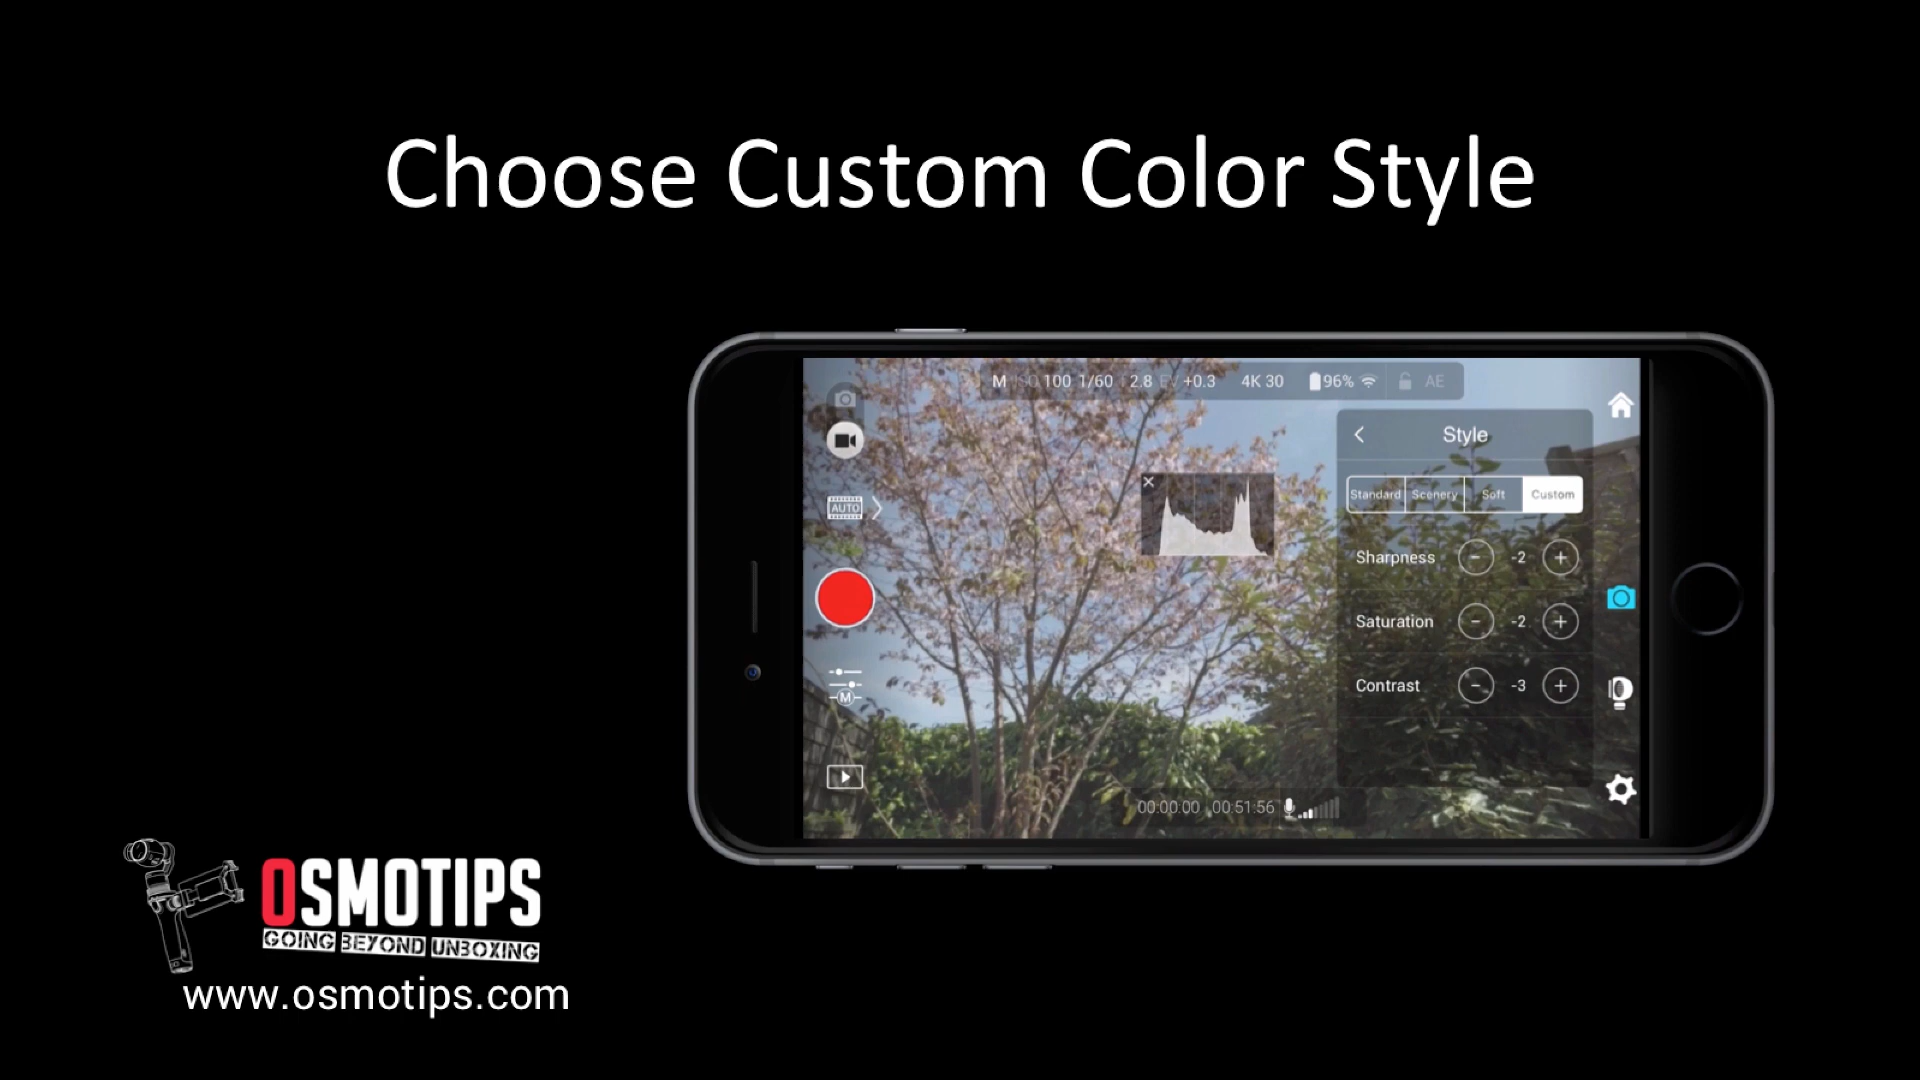 Choose Custom Color Style
M ISO 100 1/60 2.8 EV +0.3 4K 30 96% AE
Style
Standard Scenery Soft Custom
AUTO
Sharpness - -2 +
Saturation - -2 +
Contrast - -3 +
M
00:00:00 00:51:56
OSMOTIPS
GOING BEYOND UNBOXING
www.osmotips.com